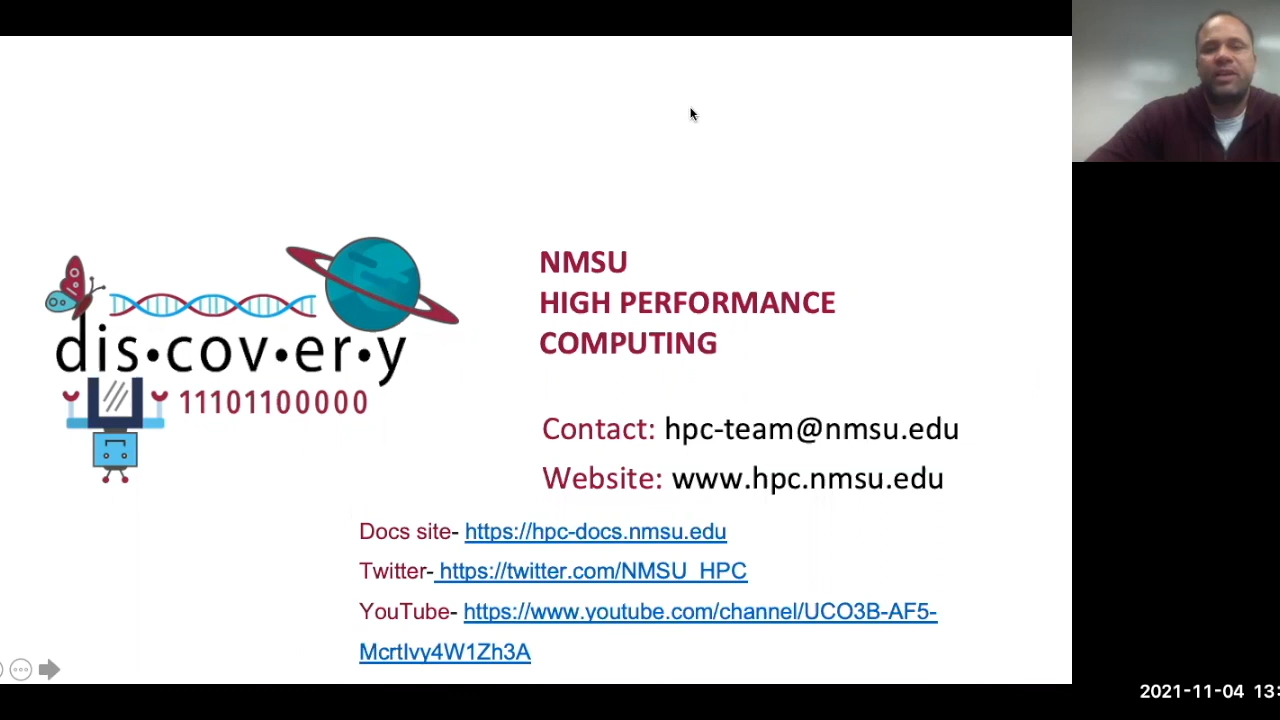 NMSU
HIGH PERFORMANCE
COMPUTING
dis•cov•er•y
11101100000
Contact: hpc-team@nmsu.edu
Website: www.hpc.nmsu.edu
Docs site- https://hpc-docs.nmsu.edu
Twitter- https://twitter.com/NMSU_HPC
YouTube- https://www.youtube.com/channel/UCO3B-AF5-
McrtIvy4W1Zh3A
2021-11-04 13: